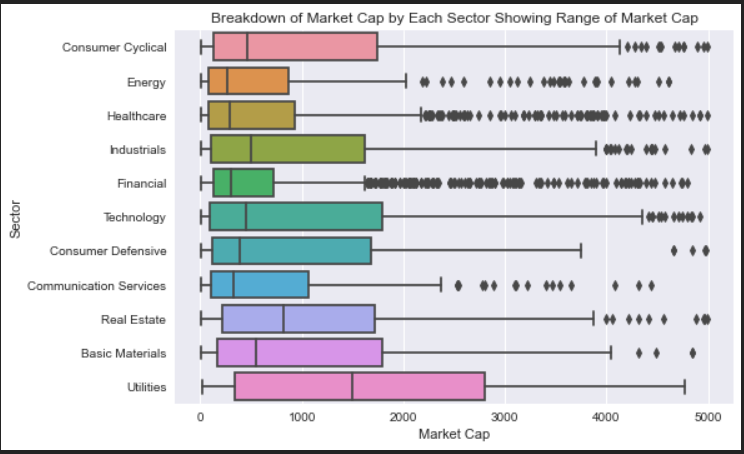 Breakdown of Market Cap by Each Sector Showing Range of Market Cap
Sector
Consumer Cyclical
Energy
Healthcare
Industrials
Financial
Technology
Consumer Defensive
Communication Services
Real Estate
Basic Materials
Utilities
0 1000 2000 3000 4000 5000
Market Cap